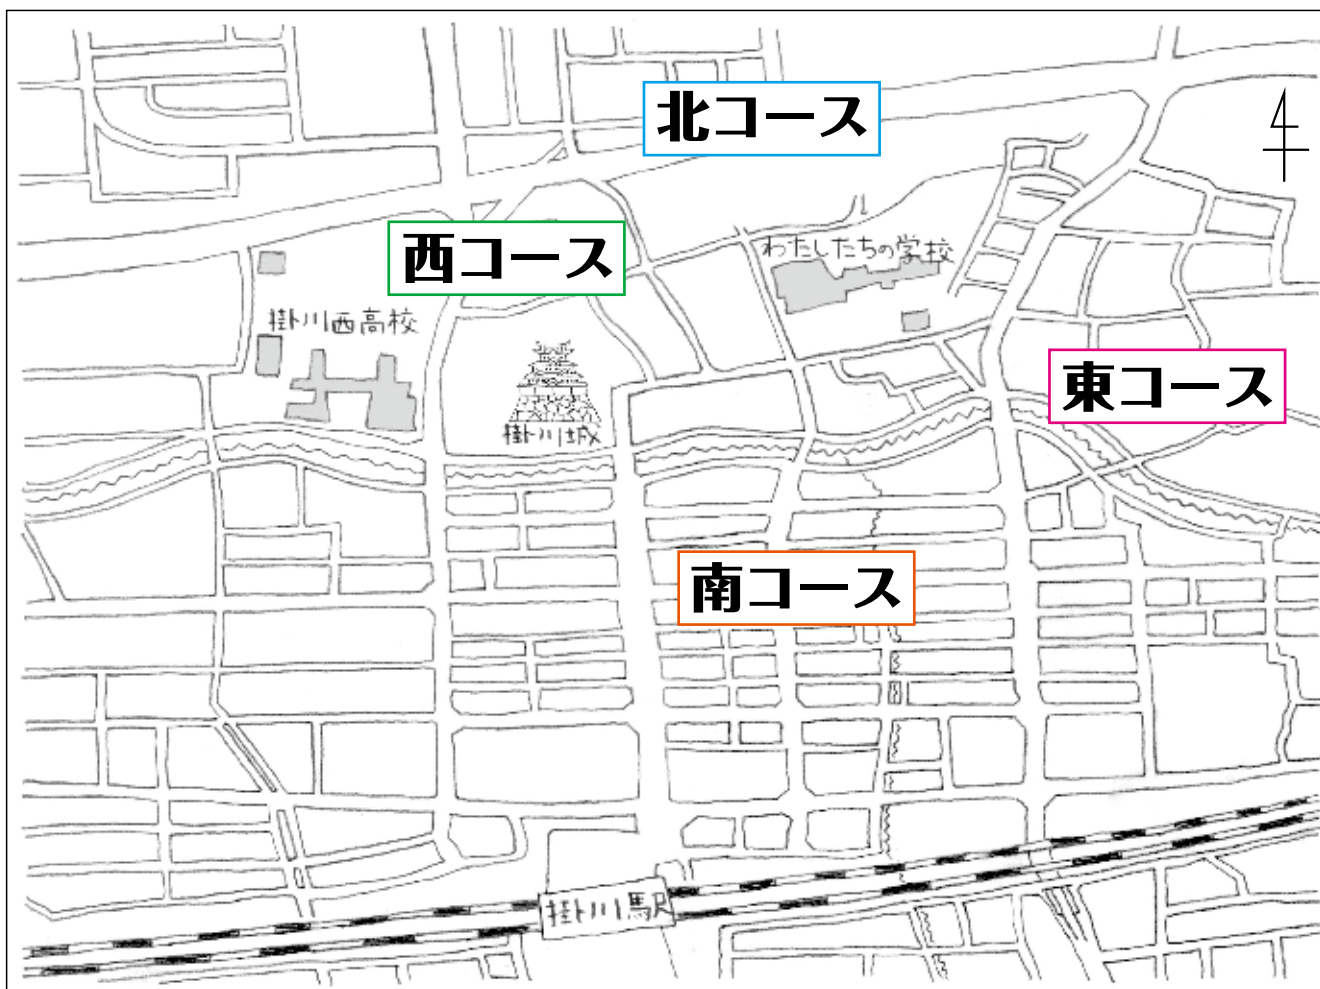 北コース
西コース
わたしたちの学校
掛川西高校
東コース
掛川城
南コース
掛川駅